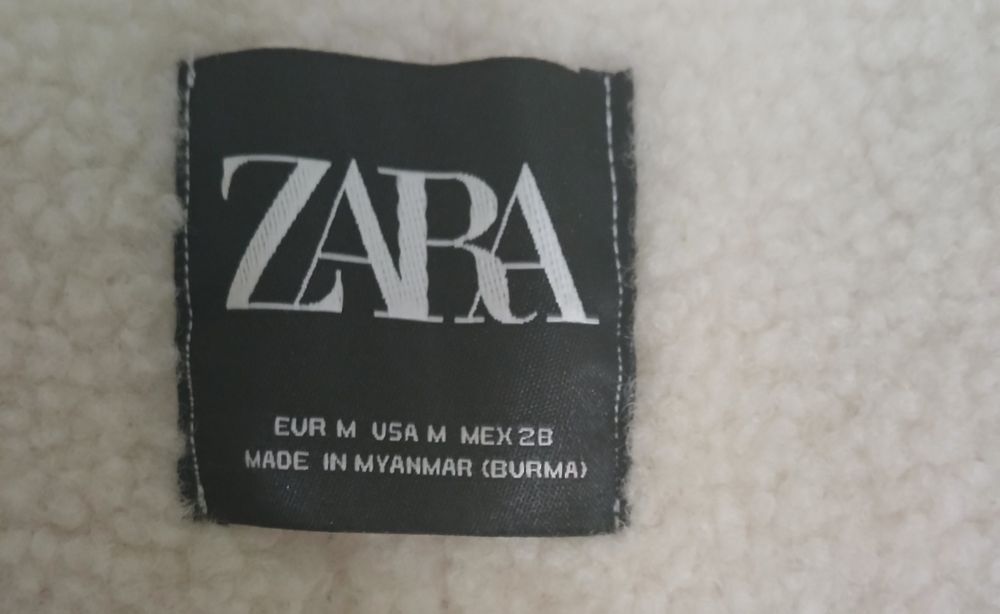 ZARA
EUR M USA M MEX 28
MADE IN MYANMAR (BURMA)